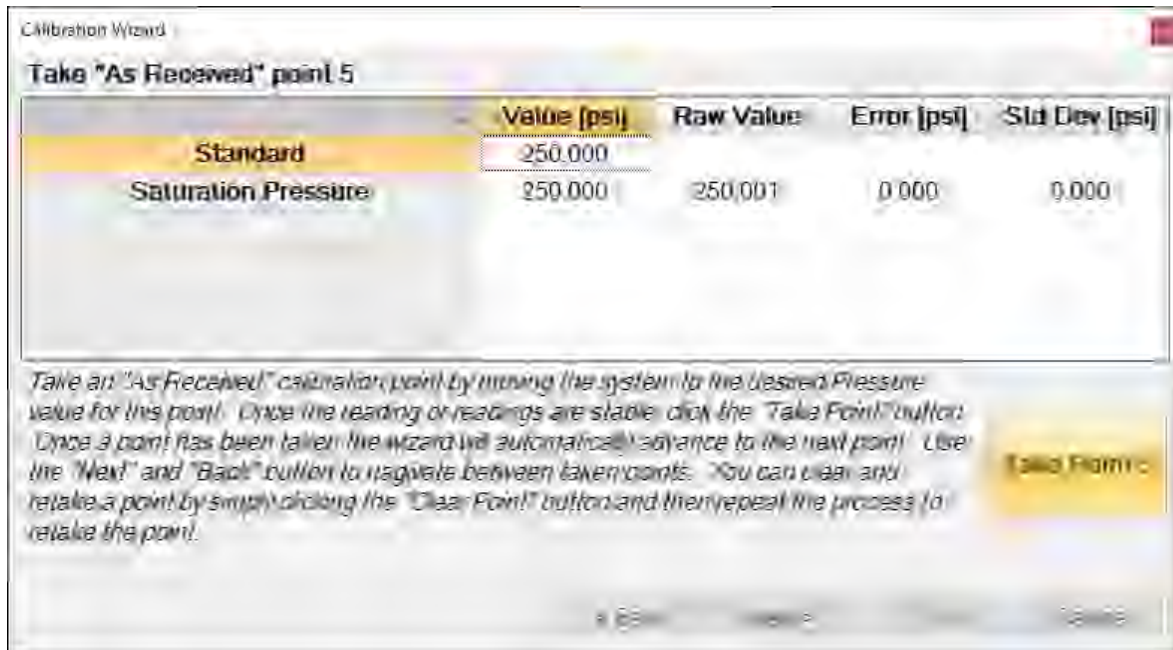 Calibration Wizard
Take "As Received" point 5
Value [psi] Raw Value Error [psi] Std Dev [psi]
Standard 250.000
Saturation Pressure 250.000 250.001 0.000 0.000
Take an "As Received" calibration point by moving the system to the desired Pressure
value for this point. Once the reading or readings are stable click the "Take Point" button.
Once a point has been taken the wizard will automatically advance to the next point. Use
the "Next" and "Back" button to nagivate between taken points. You can clear and
retake a point by simply clicking the "Clear Point" button and then repeat the process to
retake the point.
Take Point